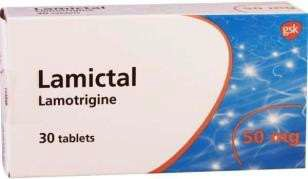 gsk
Lamictal
Lamotrigine
30 tablets
50 mg